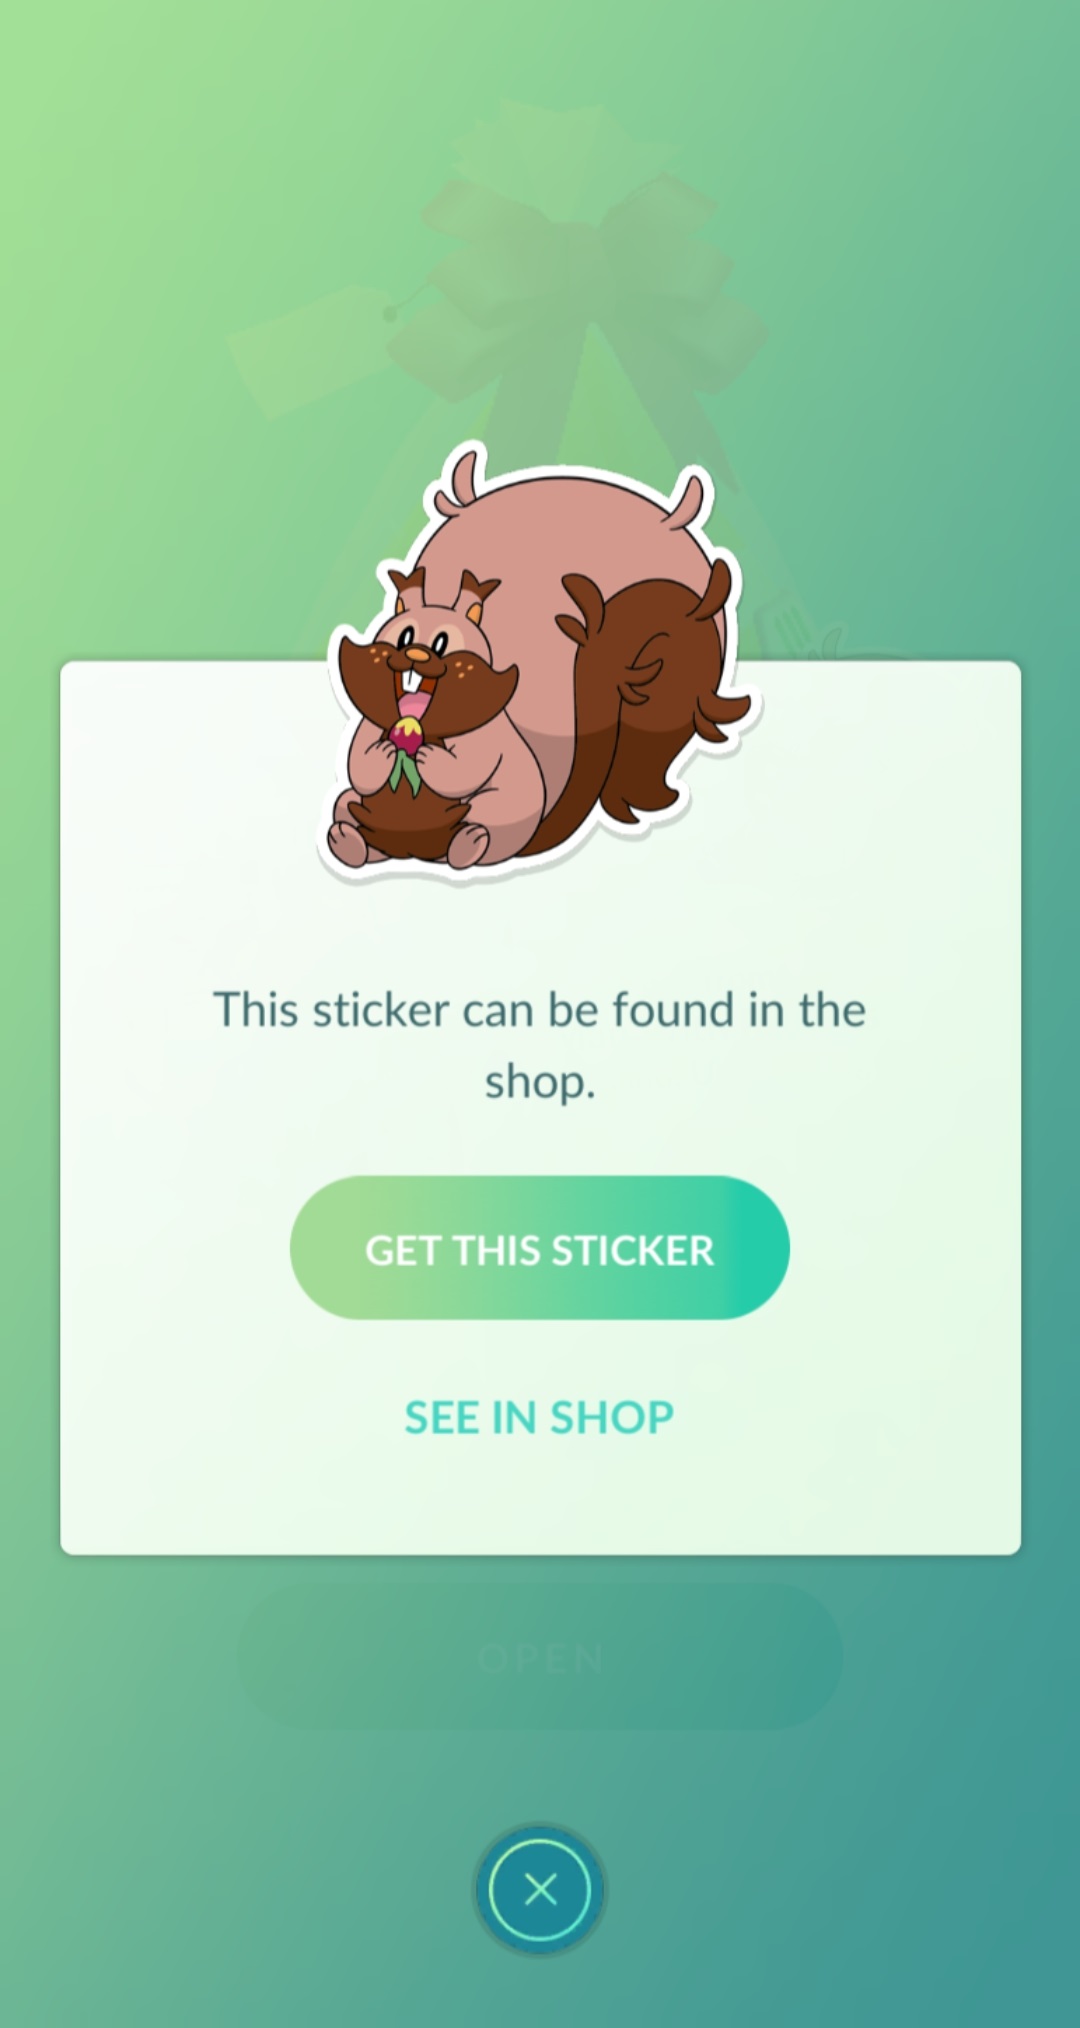 This sticker can be found in the
shop.
GET THIS STICKER
SEE IN SHOP
OPEN